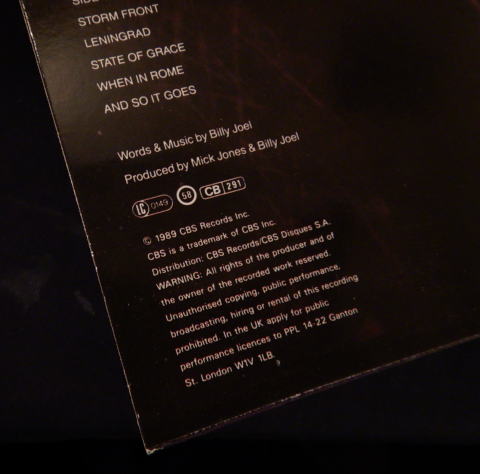 SIDE
STORM FRONT
LENINGRAD
STATE OF GRACE
WHEN IN ROME
AND SO IT GOES
Words & Music by Billy Joel
Produced by Mick Jones & Billy Joel
LC 0149 58 CB 291
© 1989 CBS Records Inc.
CBS is a trademark of CBS Inc.
Distribution: CBS Records/CBS Disques S.A.
WARNING: All rights of the producer and of
the owner of the recorded work reserved.
Unauthorised copying, public performance,
broadcasting, hiring or rental of this recording
prohibited. In the UK apply for public
performance licences to PPL 14-22 Ganton
St. London W1V 1LB.